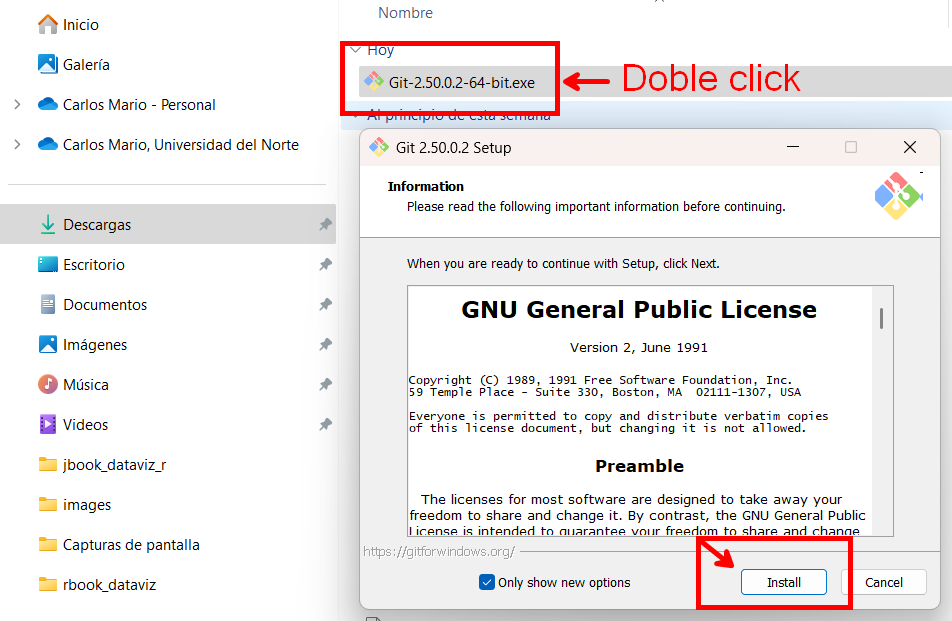 Inicio
Galería
Carlos Mario - Personal
Carlos Mario, Universidad del Norte
Descargas
Escritorio
Documentos
Imágenes
Música
Videos
jbook_dataviz_r
images
Capturas de pantalla
rbook_dataviz
Nombre
Hoy
Git-2.50.0.2-64-bit.exe
Doble click
Al principio de esta semana
Git 2.50.0.2 Setup
Information
Please read the following important information before continuing.
When you are ready to continue with Setup, click Next.
GNU General Public License
Version 2, June 1991
Copyright (C) 1989, 1991 Free Software Foundation, Inc.
59 Temple Place - Suite 330, Boston, MA  02111-1307, USA
Everyone is permitted to copy and distribute verbatim copies
of this license document, but changing it is not allowed.
Preamble
The licenses for most software are designed to take away your
freedom to share and change it. By contrast, the GNU General Public
License is intended to guarantee your freedom to share and change
https://gitforwindows.org/
Only show new options
Install
Cancel